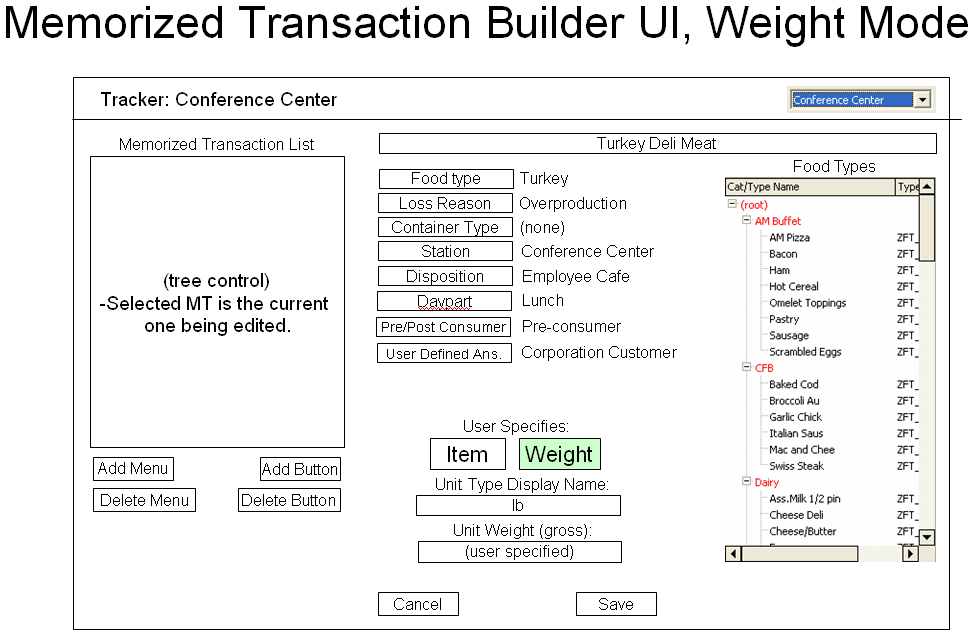 Memorized Transaction Builder UI, Weight Mode
Tracker: Conference Center
Conference Center
Memorized Transaction List
(tree control)
-Selected MT is the current
one being edited.
Add Menu
Add Button
Delete Menu
Delete Button
Turkey Deli Meat
Food type Turkey
Loss Reason Overproduction
Container Type (none)
Station Conference Center
Disposition Employee Cafe
Daypart Lunch
Pre/Post Consumer Pre-consumer
User Defined Ans. Corporation Customer
User Specifies:
Item Weight
Unit Type Display Name:
lb
Unit Weight (gross):
(user specified)
Cancel
Save
Food Types
Cat/Type Name Type
(root)
AM Buffet
AM Pizza ZFT_
Bacon ZFT_
Ham ZFT_
Hot Cereal ZFT_
Omelet Toppings ZFT_
Pastry ZFT_
Sausage ZFT_
Scrambled Eggs ZFT_
CFB
Baked Cod ZFT_
Broccoli Au ZFT_
Garlic Chick ZFT_
Italian Saus ZFT_
Mac and Chee ZFT_
Swiss Steak ZFT_
Dairy
Ass.Milk 1/2 pin ZFT_
Cheese Deli ZFT_
Cheese/Butter ZFT_